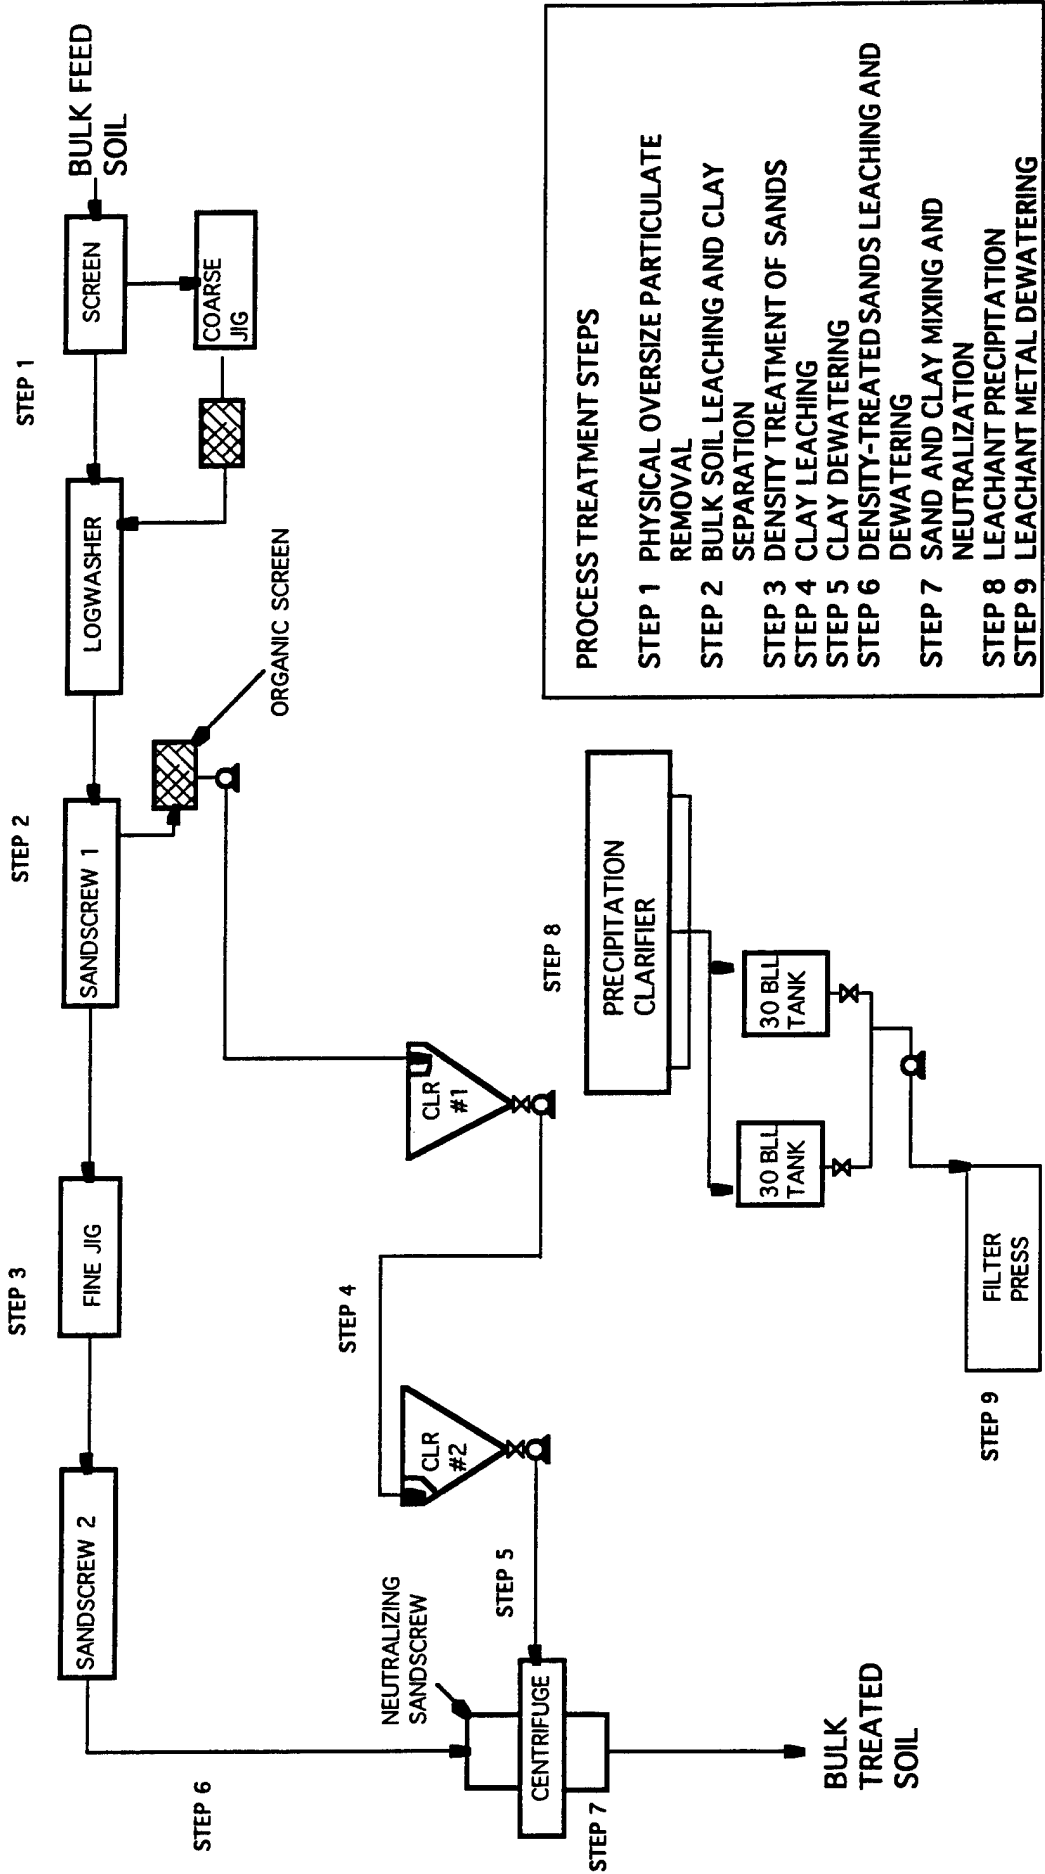 STEP 1
STEP 2
STEP 3
BULK FEED
SOIL
SCREEN
LOGWASHER
SANDSCREW 1
FINE JIG
SANDSCREW 2
COARSE
JIG
ORGANIC SCREEN
STEP 6
STEP 4
NEUTRALIZING
SANDSCREW
CLR
#1
CLR
#2
STEP 5
CENTRIFUGE
STEP 7
BULK
TREATED
SOIL
STEP 8
PRECIPITATION
CLARIFIER
30 BLL
TANK
30 BLL
TANK
FILTER
PRESS
STEP 9
PROCESS TREATMENT STEPS
STEP 1 PHYSICAL OVERSIZE PARTICULATE
REMOVAL
STEP 2 BULK SOIL LEACHING AND CLAY
SEPARATION
STEP 3 DENSITY TREATMENT OF SANDS
STEP 4 CLAY LEACHING
STEP 5 CLAY DEWATERING
STEP 6 DENSITY-TREATED SANDS LEACHING AND
DEWATERING
STEP 7 SAND AND CLAY MIXING AND
NEUTRALIZATION
STEP 8 LEACHANT PRECIPITATION
STEP 9 LEACHANT METAL DEWATERING